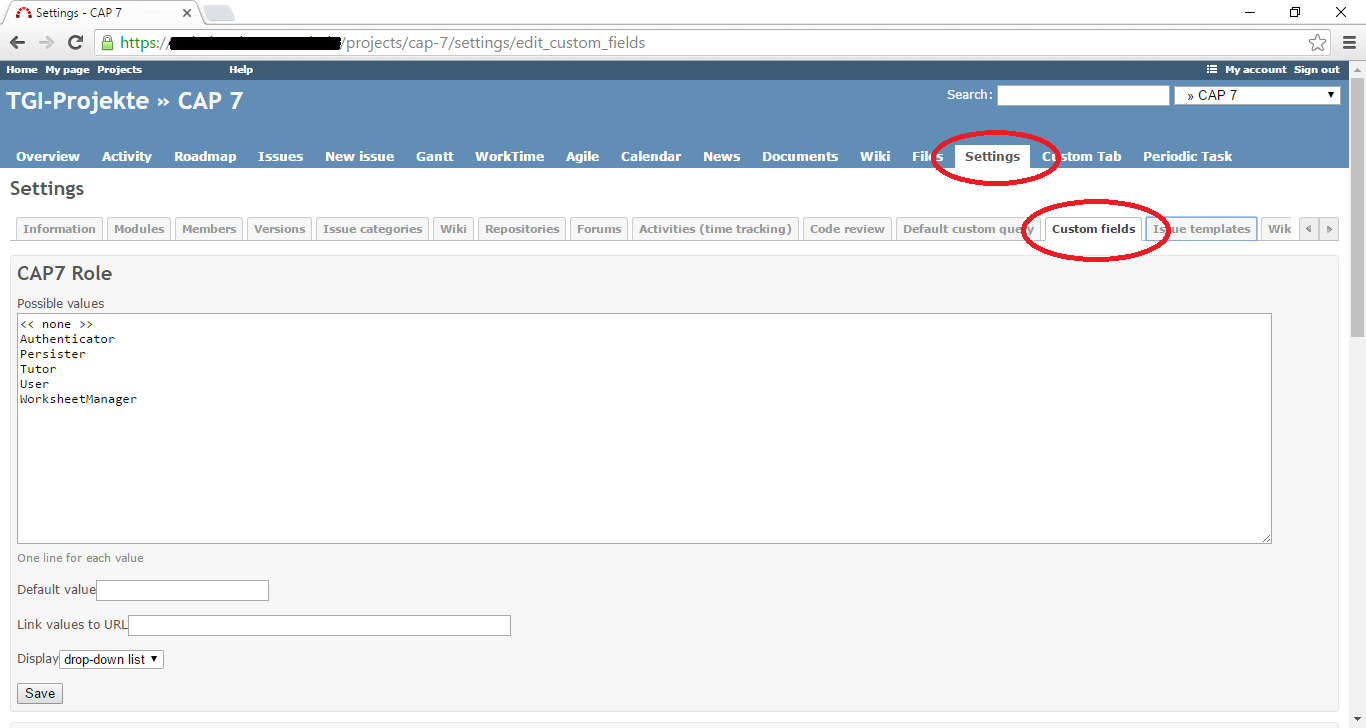 Settings - CAP 7
https:// /projects/cap-7/settings/edit_custom_fields
Home My page Projects Help My account Sign out
TGI-Projekte » CAP 7
Search: » CAP 7
Overview Activity Roadmap Issues New issue Gantt WorkTime Agile Calendar News Documents Wiki Files Settings Custom Tab Periodic Task
Settings
Information Modules Members Versions Issue categories Wiki Repositories Forums Activities (time tracking) Code review Default custom query Custom fields Issue templates Wik
CAP7 Role
Possible values
<< none >>
Authenticator
Persister
Tutor
User
WorksheetManager
One line for each value
Default value
Link values to URL
Display drop-down list
Save